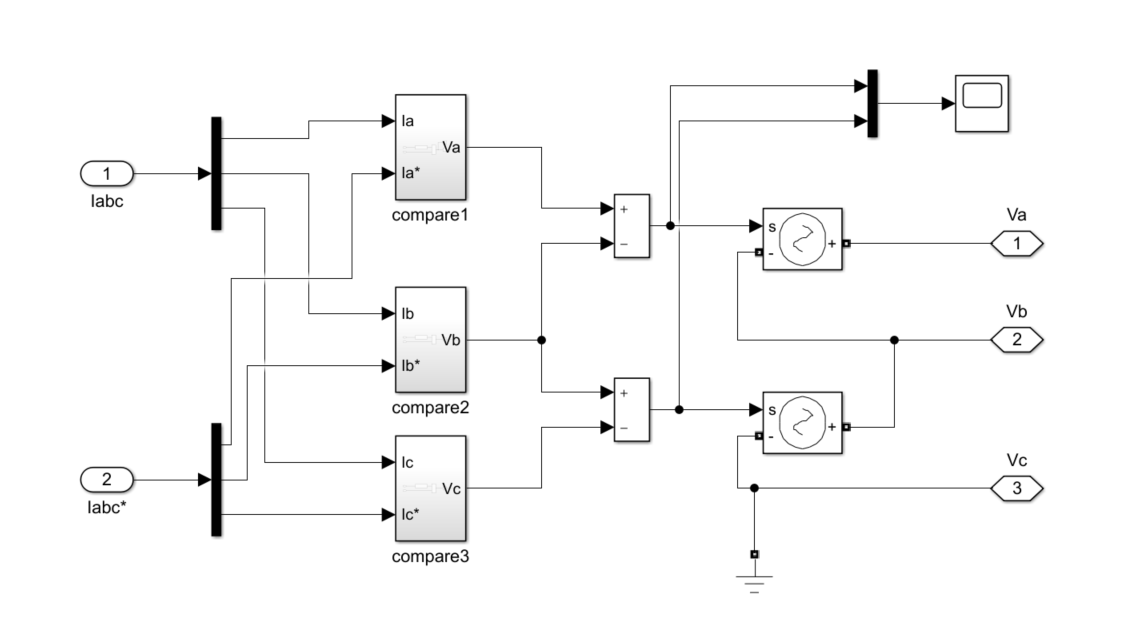 1
Iabc
2
Iabc*
Ia
Va
Ia*
compare1
Ib
Vb
Ib*
compare2
Ic
Vc
Ic*
compare3
+
−
+
−
s
-
+
s
-
+
Va
1
Vb
2
Vc
3